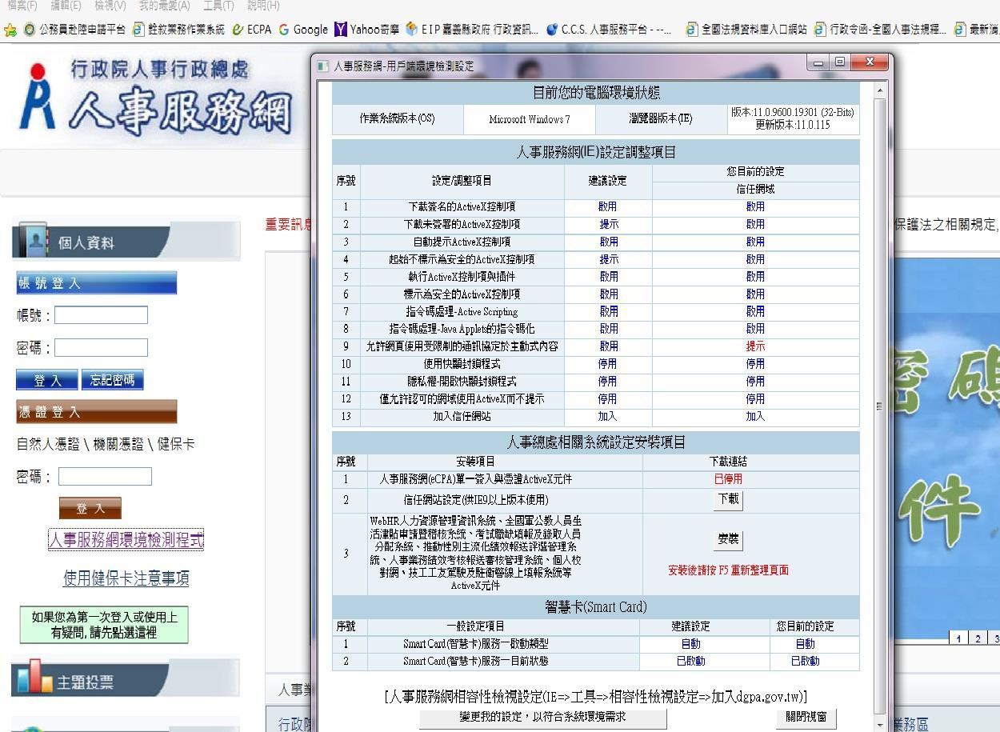 檔案(F) 編輯(E) 檢視(V) 我的最愛(A) 工具(T) 說明(H)
公務員赴陸申請平台 銓敘業務作業系統 ECPA Google Yahoo奇摩 E I P 嘉義縣政府 行政資訊... C.C.S. 人事服務平台 - --... 全國法規資料庫入口網站 行政令函-全國人事法規釋... 最新消
行政院人事行政總處
人事服務網
個人資料
帳 號 登 入
帳號：
密碼：
登 入 忘記密碼
憑 證 登 入
自然人憑證 \ 機關憑證 \ 健保卡
密碼：
登 入
人事服務網環境檢測程式
使用健保卡注意事項
如果您為第一次登入或使用上
有疑問, 請先點選這裡
主題投票
重要訊息
保護法之相關規定,
密 碼
件
1 2 3
人事業
行政院
業務區
人事服務網-用戶端環境檢測設定
目前您的電腦環境狀態
作業系統版本(OS) Microsoft Windows 7 瀏覽器版本(IE) 版本:11.0.9600.19301 (32-Bits)
更新版本:11.0.115
人事服務網(IE)設定調整項目
序號 設定/調整項目 建議設定 您目前的設定
信任網域
1 下載簽名的ActiveX控制項 啟用 啟用
2 下載未簽署的ActiveX控制項 提示 啟用
3 自動提示ActiveX控制項 啟用 啟用
4 起始不標示為安全的ActiveX控制項 提示 啟用
5 執行ActiveX控制項與插件 啟用 啟用
6 標示為安全的ActiveX控制項 啟用 啟用
7 指令碼處理-Active Scripting 啟用 啟用
8 指令碼處理-Java Applets的指令碼化 啟用 啟用
9 允許網頁使用受限制的通訊協定於主動式內容 啟用 提示
10 使用快顯封鎖程式 停用 停用
11 隱私權-開啟快顯封鎖程式 停用 停用
12 僅允許認可的網域使用ActiveX而不提示 停用 停用
13 加入信任網站 加入 加入
人事總處相關系統設定安裝項目
序號 安裝項目 下載連結
1 人事服務網(eCPA)單一簽入與憑證ActiveX元件 已停用
2 信任網站設定(供IE9以上版本使用) 下載
3 WebHR人力資源管理資訊系統、全國軍公教人員生
活津貼申請暨稽核系統、考試職缺填報及錄取人員
分配系統、推動性別主流化績效報送評選管理系
統、人事業務績效考核報送審核管理系統、個人校
對網、技工工友駕駛及駐衛警線上填報系統等
ActiveX元件
安裝
安裝後請按 F5 重新整理頁面
智慧卡(Smart Card)
序號 一般設定項目 建議設定 您目前的設定
1 Smart Card(智慧卡)服務一啟動類型 自動 自動
2 Smart Card(智慧卡)服務一目前狀態 已啟動 已啟動
[人事服務網相容性檢視設定(IE=>工具=>相容性檢視設定=>加入dgpa.gov.tw)]
變更我的設定，以符合系統環境需求 關閉視窗